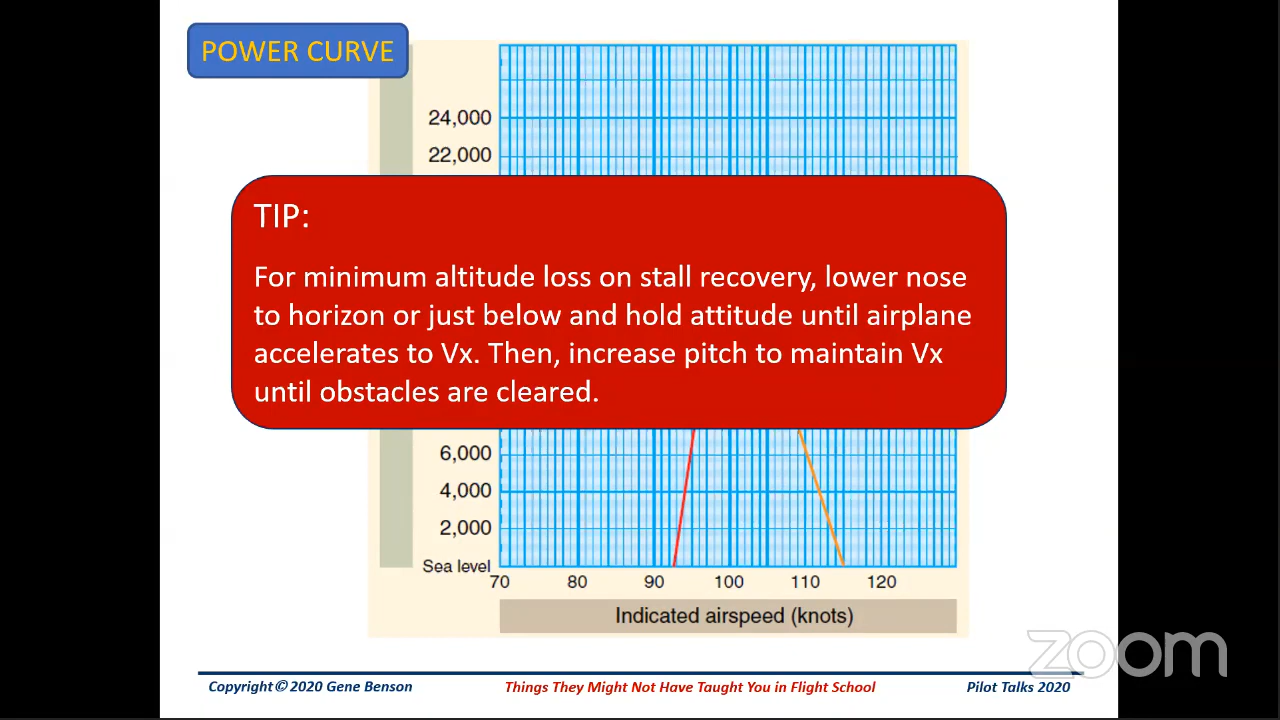 POWER CURVE
24,000
22,000
TIP:
For minimum altitude loss on stall recovery, lower nose
to horizon or just below and hold attitude until airplane
accelerates to Vx. Then, increase pitch to maintain Vx
until obstacles are cleared.
6,000
4,000
2,000
Sea level
70 80 90 100 110 120
Indicated airspeed (knots)
zoom
Copyright © 2020 Gene Benson Things They Might Not Have Taught You in Flight School Pilot Talks 2020